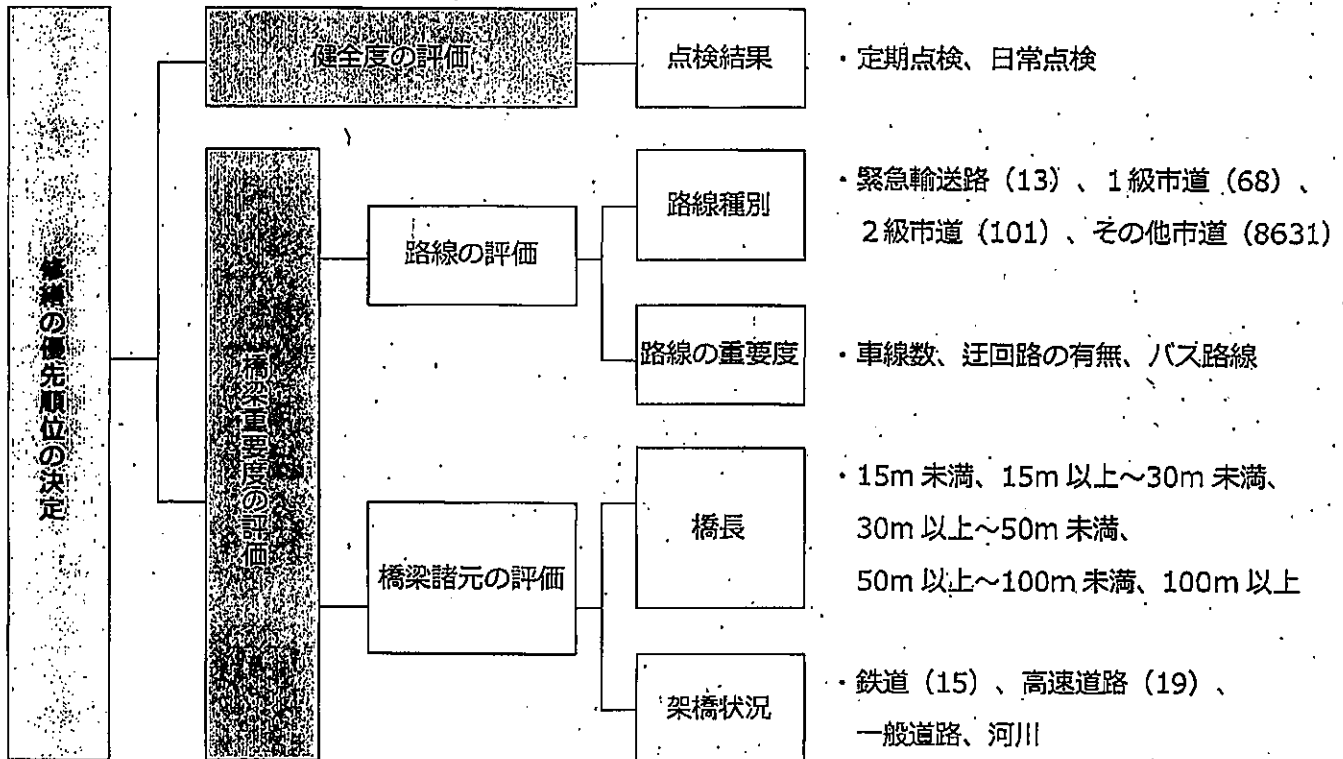 修繕の優先順位の決定
健全度の評価
点検結果
・定期点検、日常点検
橋梁重要度の評価
路線の評価
路線種別
・緊急輸送路（13）、１級市道（68）、
２級市道（101）、その他市道（8631）
路線の重要度
・車線数、迂回路の有無、バス路線
橋梁諸元の評価
橋長
・15m 未満、15m 以上～30m 未満、
30m 以上～50m 未満、
50m 以上～100m 未満、100m 以上
架橋状況
・鉄道（15）、高速道路（19）、
一般道路、河川